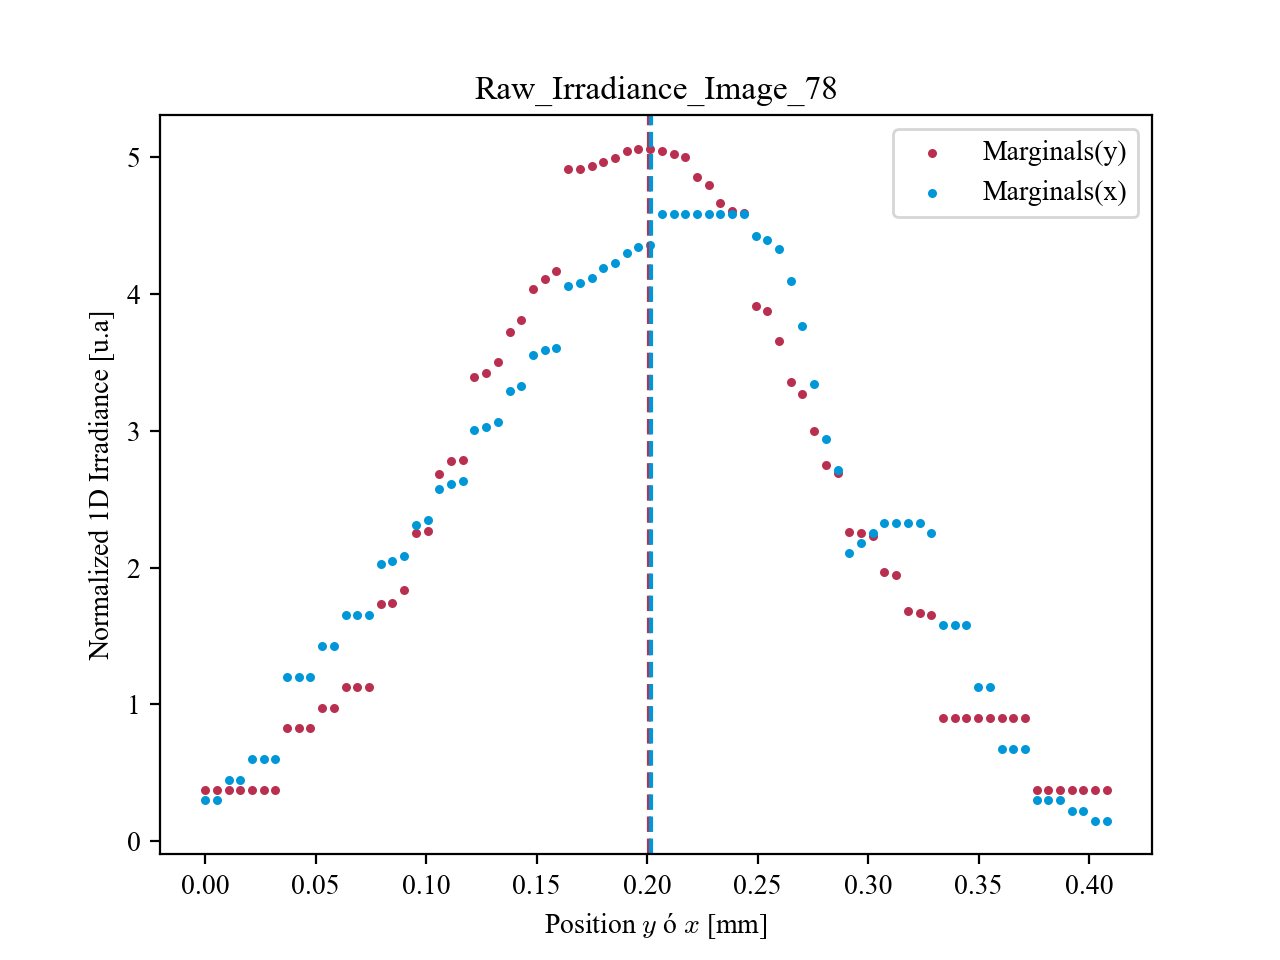 Raw_Irradiance_Image_78
Marginals(y)
Marginals(x)
Normalized 1D Irradiance [u.a]
5
4
3
2
1
0
0.00 0.05 0.10 0.15 0.20 0.25 0.30 0.35 0.40
Position y ó x [mm]